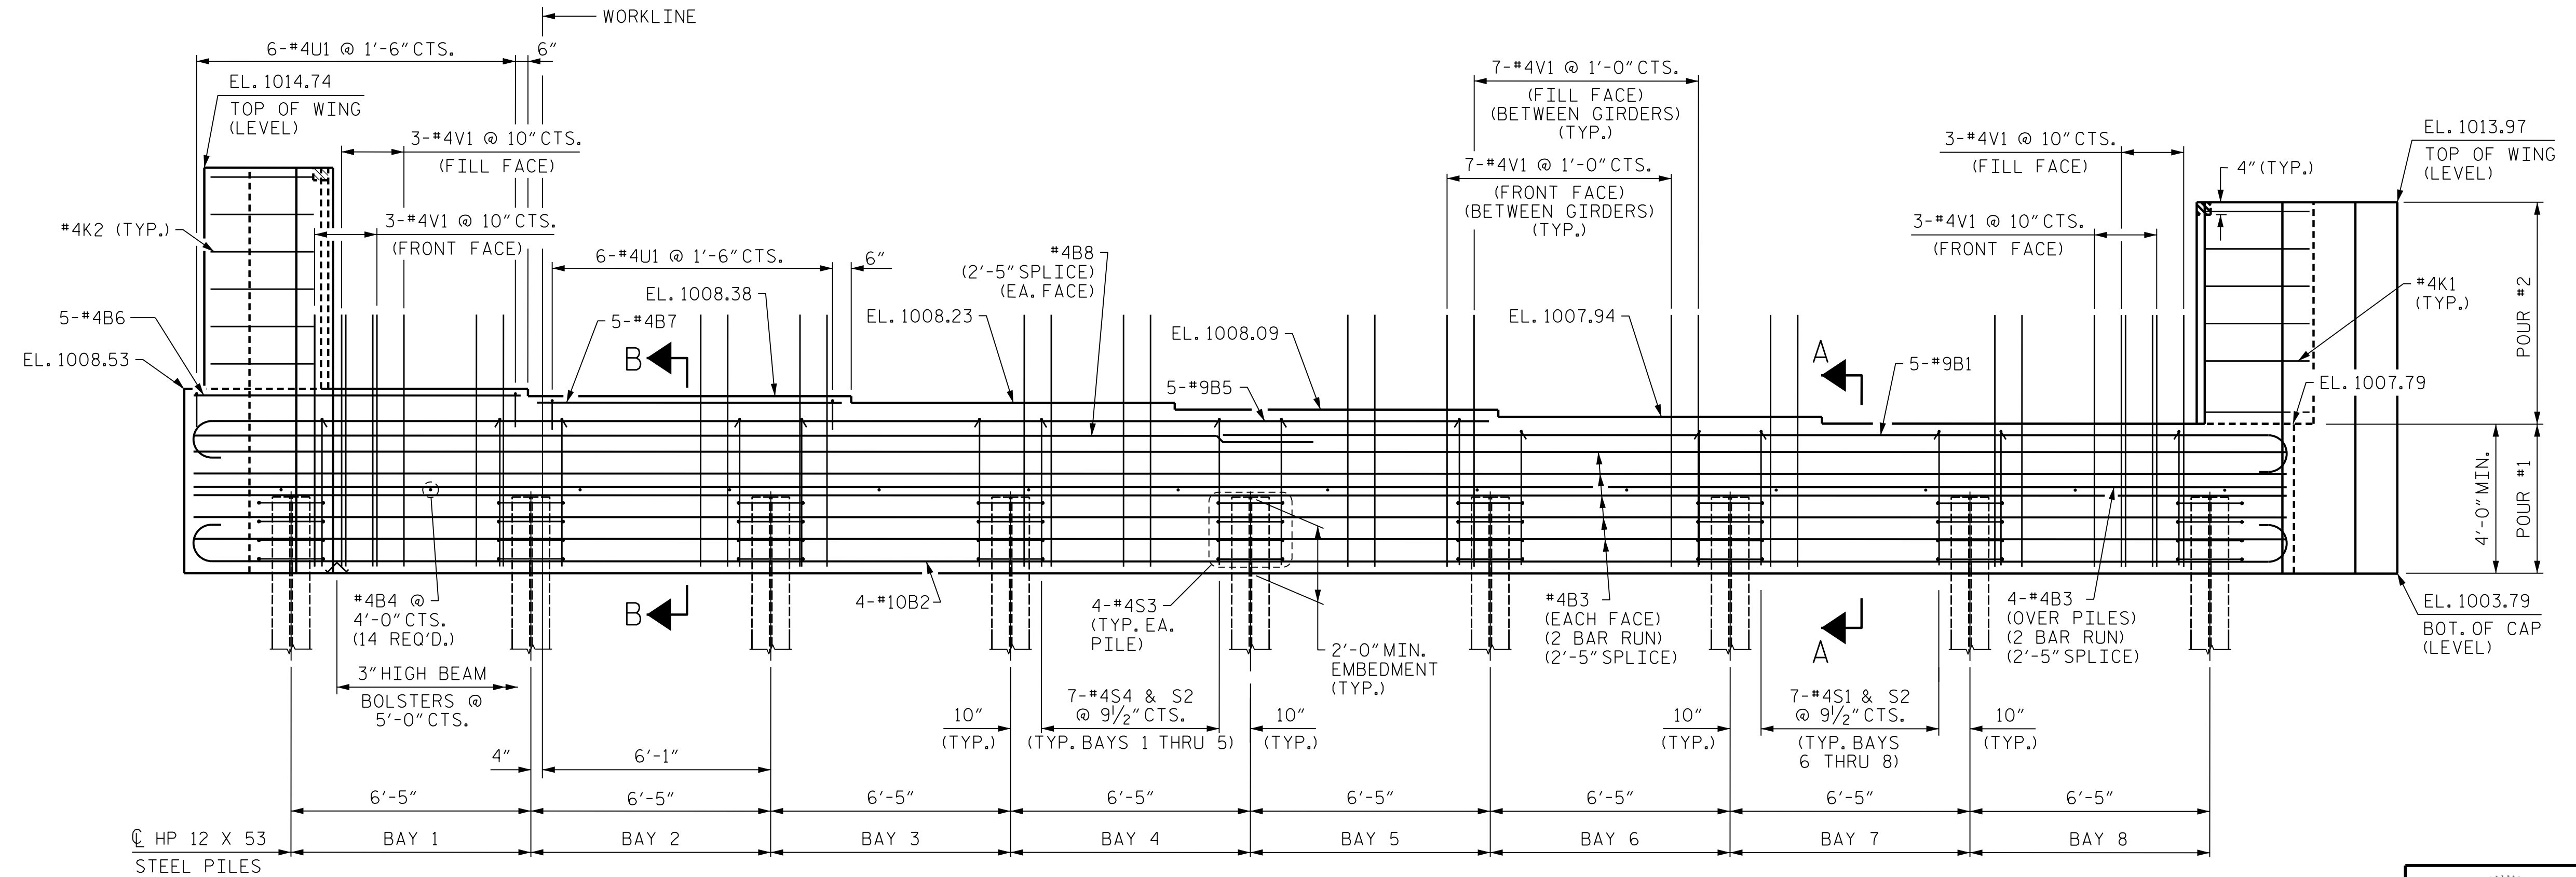 WORKLINE
6-#4U1 @ 1'-6" CTS.
6"
EL. 1014.74
TOP OF WING
(LEVEL)
3-#4V1 @ 10" CTS.
(FILL FACE)
#4K2 (TYP.)
3-#4V1 @ 10" CTS.
(FRONT FACE)
6-#4U1 @ 1'-6" CTS.
6"
#4B8
(2'-5" SPLICE)
(EA. FACE)
7-#4V1 @ 1'-0" CTS.
(FILL FACE)
(BETWEEN GIRDERS)
(TYP.)
7-#4V1 @ 1'-0" CTS.
(FRONT FACE)
(BETWEEN GIRDERS)
(TYP.)
3-#4V1 @ 10" CTS.
(FILL FACE)
3-#4V1 @ 10" CTS.
(FRONT FACE)
4" (TYP.)
EL. 1013.97
TOP OF WING
(LEVEL)
#4K1
(TYP.)
POUR #2
5-#4B6
EL. 1008.53
5-#4B7
EL. 1008.38
EL. 1008.23
EL. 1008.09
EL. 1007.94
EL. 1007.79
B
A
5-#9B5
5-#9B1
4'-0" MIN.
POUR #1
#4B4 @
4'-0" CTS.
(14 REQ'D.)
B
4-#10B2
4-#4S3
(TYP. EA.
PILE)
2'-0" MIN.
EMBEDMENT
(TYP.)
#4B3
(EACH FACE)
(2 BAR RUN)
(2'-5" SPLICE)
A
4-#4B3
(OVER PILES)
(2 BAR RUN)
(2'-5" SPLICE)
EL. 1003.79
BOT. OF CAP
(LEVEL)
3" HIGH BEAM
BOLSTERS @
5'-0" CTS.
10"
(TYP.)
7-#4S4 & S2
@ 9 1/2" CTS.
(TYP. BAYS 1 THRU 5)
10"
(TYP.)
10"
(TYP.)
7-#4S1 & S2
@ 9 1/2" CTS.
(TYP. BAYS
6 THRU 8)
10"
(TYP.)
4"
6'-1"
6'-5"
6'-5"
6'-5"
6'-5"
6'-5"
6'-5"
6'-5"
6'-5"
℄ HP 12 X 53
STEEL PILES
BAY 1
BAY 2
BAY 3
BAY 4
BAY 5
BAY 6
BAY 7
BAY 8